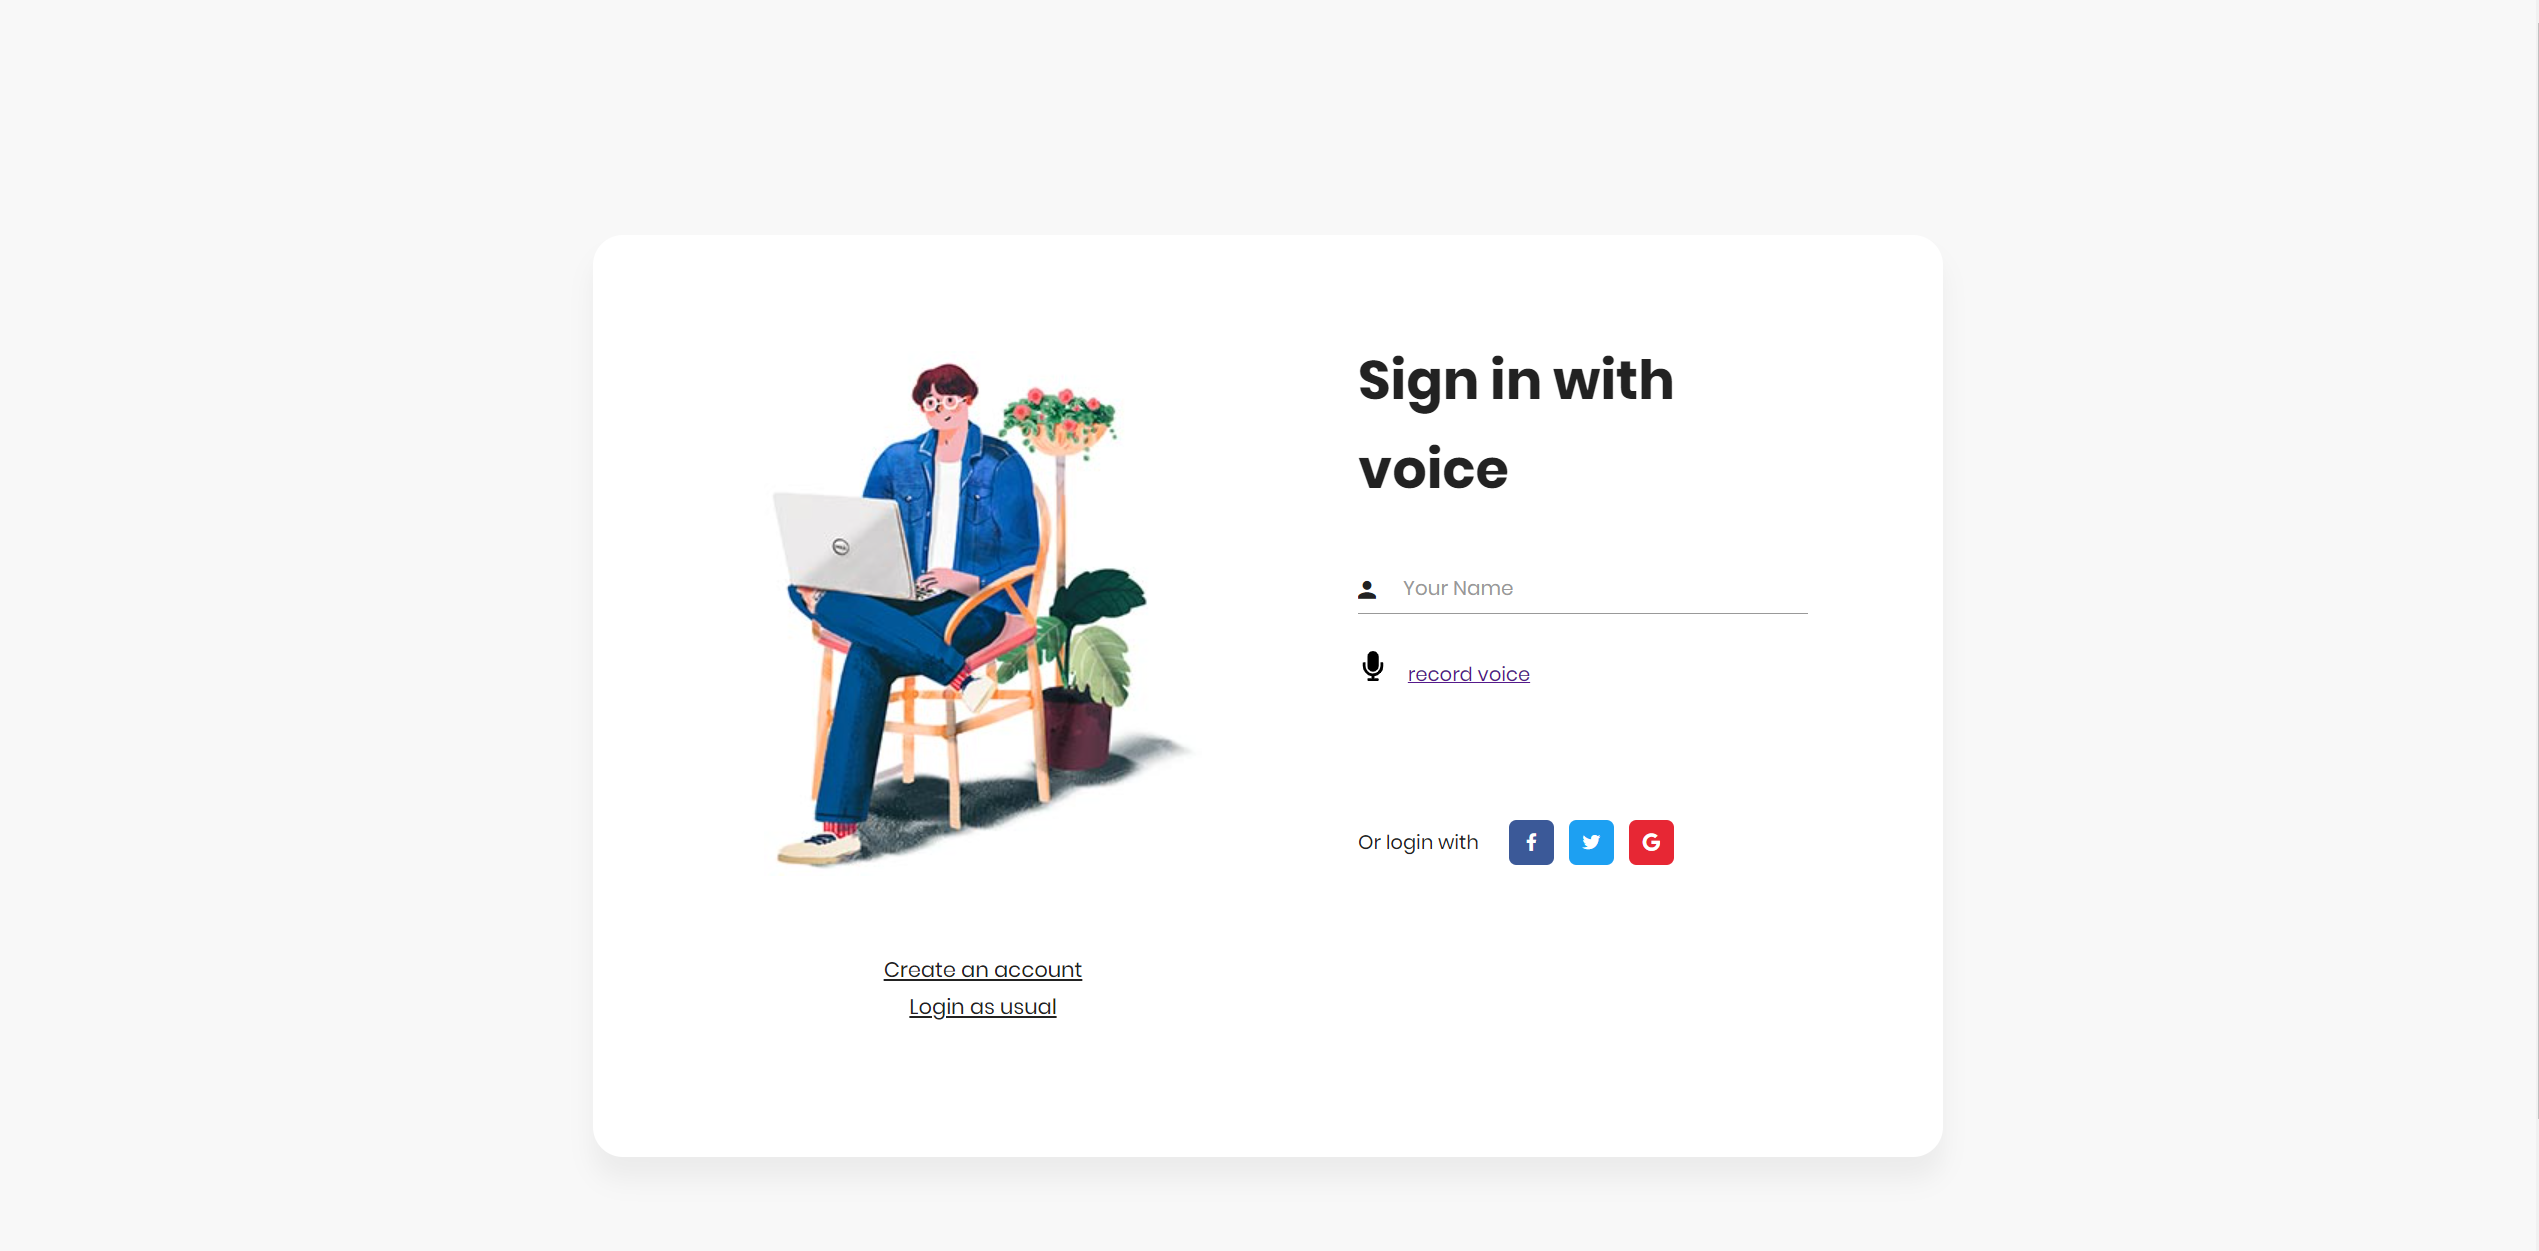 Sign in with
voice
Your Name
record voice
Or login with
Create an account
Login as usual